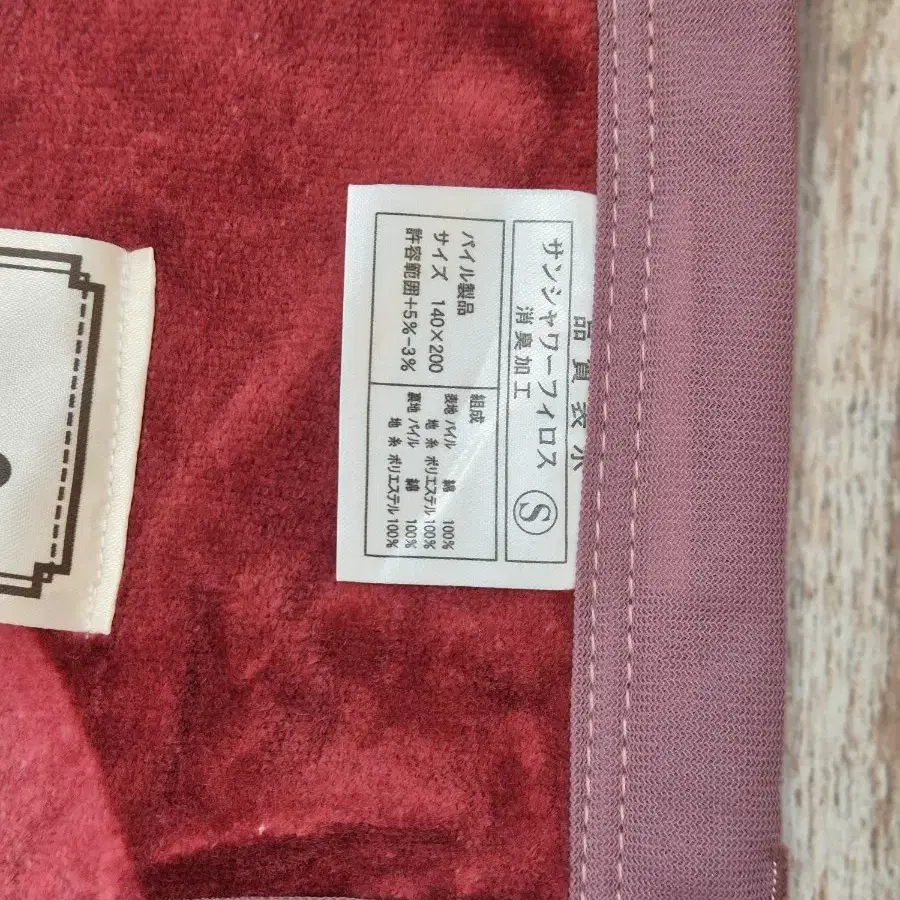 品質表示
サンシャワーフィロス
消臭加工
Ⓢ
パイル製品
サイズ 140×200
許容範囲+5%-3%
組成
表地 パイル 綿 100%
地糸 ポリエステル 100%
裏地 パイル 綿 100%
地糸 ポリエステル 100%